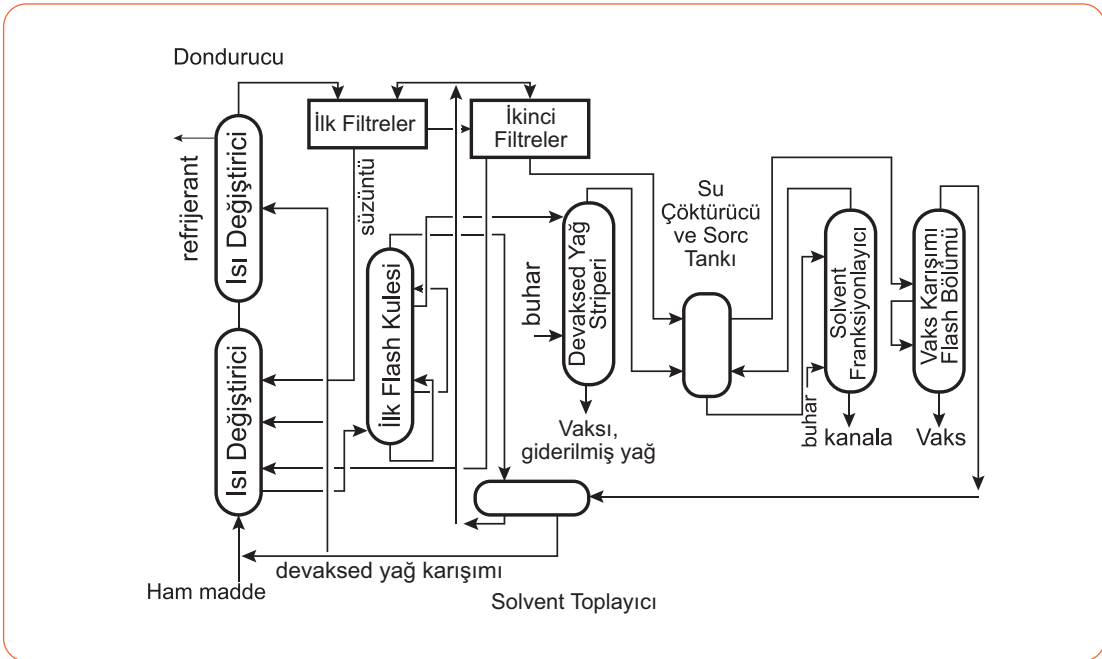 Dondurucu
İlk Filtreler
İkinci
Filtreler
refrijerant
Isı Değiştirici
süzüntü
Su
Çöktürücü
ve Sorc
Tankı
Isı Değiştirici
İlk Flash Kulesi
buhar
Devaksed Yağ
Striperi
Solvent
Franksiyonlayıcı
Vaks Karışımı
Flash Bölümü
buhar
Vaksı,
giderilmiş yağ
kanala
Vaks
devaksed yağ karışımı
Ham madde
Solvent Toplayıcı